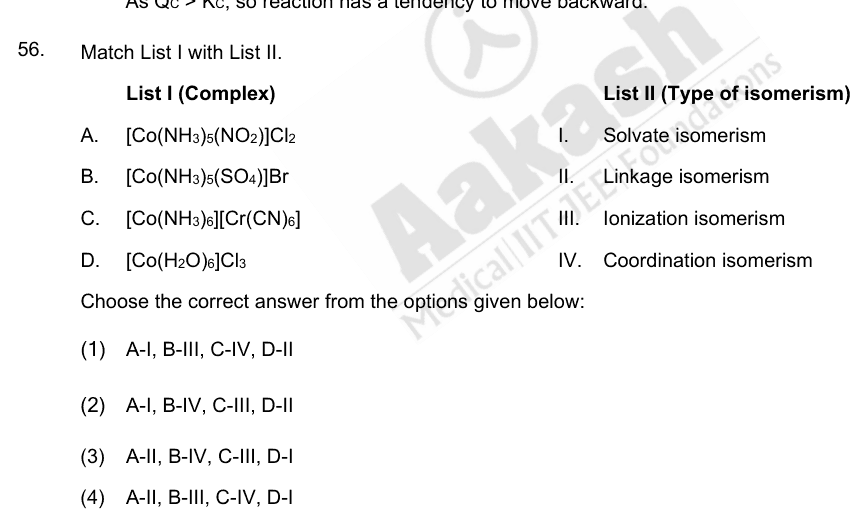 As QC > KC, so reaction has a tendency to move backward.
56. Match List I with List II.
List I (Complex) List II (Type of isomerism)
A. [Co(NH3)5(NO2)]Cl2 I. Solvate isomerism
B. [Co(NH3)5(SO4)]Br II. Linkage isomerism
C. [Co(NH3)6][Cr(CN)6] III. Ionization isomerism
D. [Co(H2O)6]Cl3 IV. Coordination isomerism
Choose the correct answer from the options given below:
(1) A-I, B-III, C-IV, D-II
(2) A-I, B-IV, C-III, D-II
(3) A-II, B-IV, C-III, D-I
(4) A-II, B-III, C-IV, D-I
Aakash
Medical|IIT-JEE|Foundations